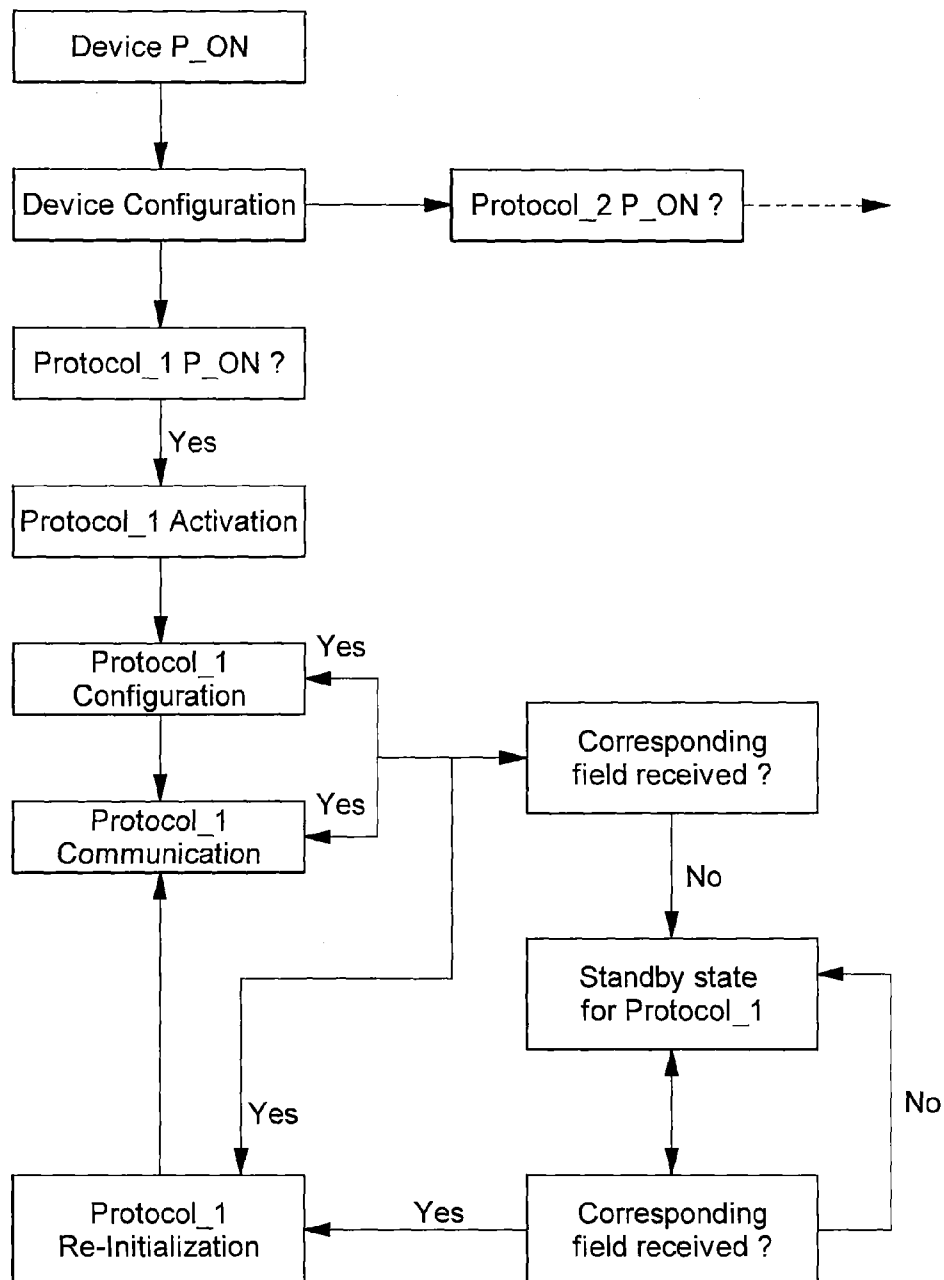 Device P_ON
Device Configuration
Protocol_2 P_ON ?
Protocol_1 P_ON ?
Yes
Protocol_1 Activation
Protocol_1
Configuration
Yes
Corresponding
field received ?
Yes
Protocol_1
Communication
No
Standby state
for Protocol_1
No
Yes
Protocol_1
Re-Initialization
Yes
Corresponding
field received ?